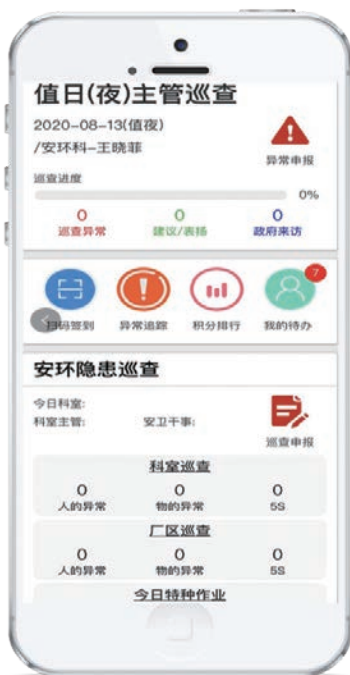 值日(夜)主管巡查
2020-08-13(值夜)
/安环科-王晓菲
异常申报
巡查进度
0%
0 0 0
巡查异常 建议/表扬 政府来访
7
扫码签到 异常追踪 积分排行 我的待办
安环隐患巡查
今日科室:
科室主管: 安卫干事:
巡查申报
科室巡查
0 0 0
人的异常 物的异常 5S
厂区巡查
0 0 0
人的异常 物的异常 5S
今日特种作业